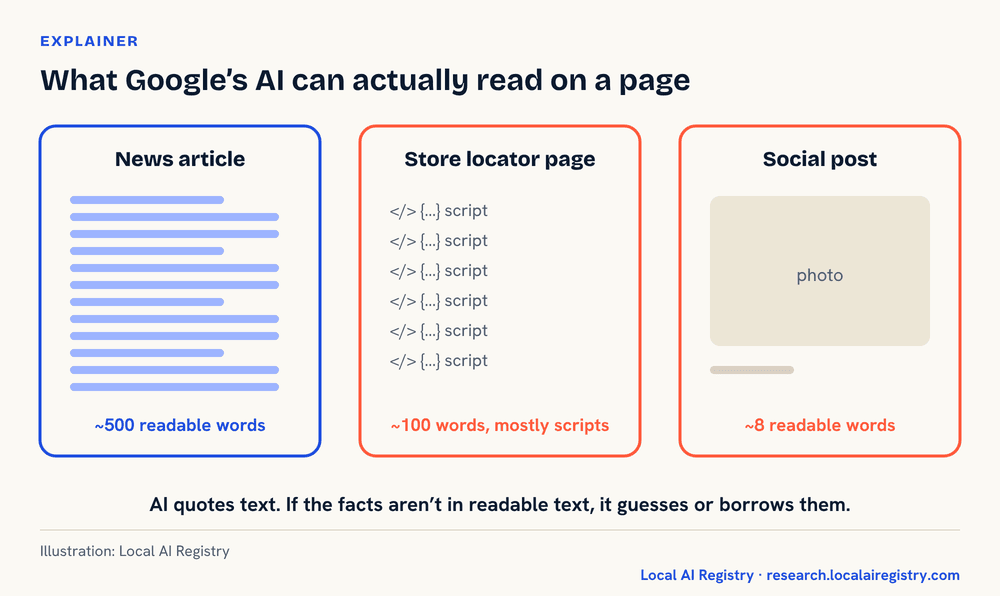 EXPLAINER
What Google’s AI can actually read on a page
News article
~500 readable words
Store locator page
</> {...} script
</> {...} script
</> {...} script
</> {...} script
</> {...} script
</> {...} script
~100 words, mostly scripts
Social post
photo
~8 readable words
AI quotes text. If the facts aren’t in readable text, it guesses or borrows them.
Illustration: Local AI Registry
Local AI Registry · research.localairegistry.com